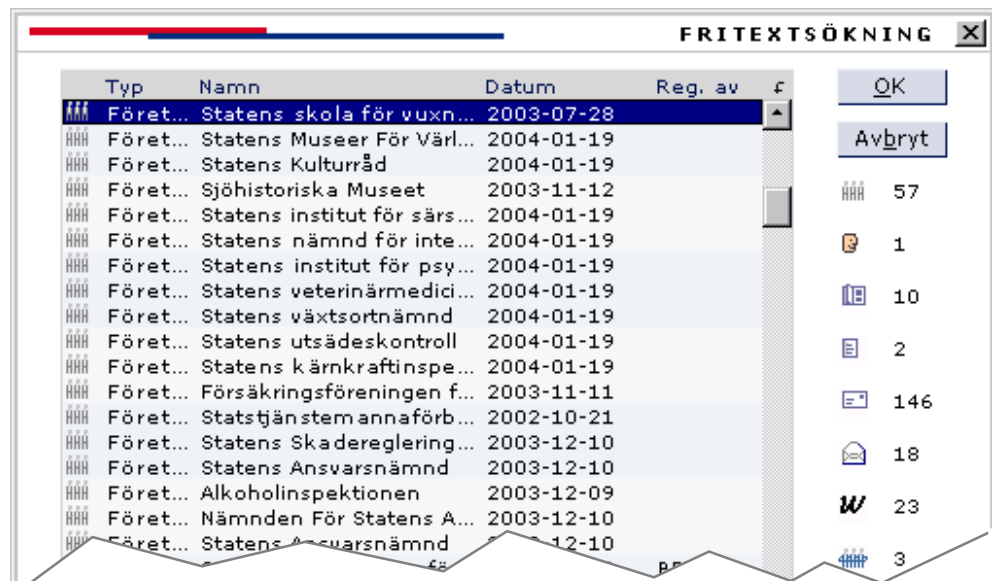 FRITEXTSÖKNING
Typ Namn Datum Reg. av
OK
Avbryt
Föret... Statens skola för vuxn... 2003-07-28
Föret... Statens Museer För Värl... 2004-01-19
Föret... Statens Kulturråd 2004-01-19
Föret... Sjöhistoriska Museet 2003-11-12
Föret... Statens institut för särs... 2004-01-19
Föret... Statens nämnd för inte... 2004-01-19
Föret... Statens institut för psy... 2004-01-19
Föret... Statens veterinärmedici... 2004-01-19
Föret... Statens växtsortnämnd 2004-01-19
Föret... Statens utsädeskontroll 2004-01-19
Föret... Statens kärnkraftinspe... 2004-01-19
Föret... Försäkringsföreningen f... 2003-11-11
Föret... Statstjänstemannaförb... 2002-10-21
Föret... Statens Skadereglering... 2003-12-10
Föret... Statens Ansvarsnämnd 2003-12-10
Föret... Alkoholinspektionen 2003-12-09
Föret... Nämnden För Statens A... 2003-12-10
Föret... Statens Ansvarsnämnd 12-10
57
1
10
2
146
18
W 23
3